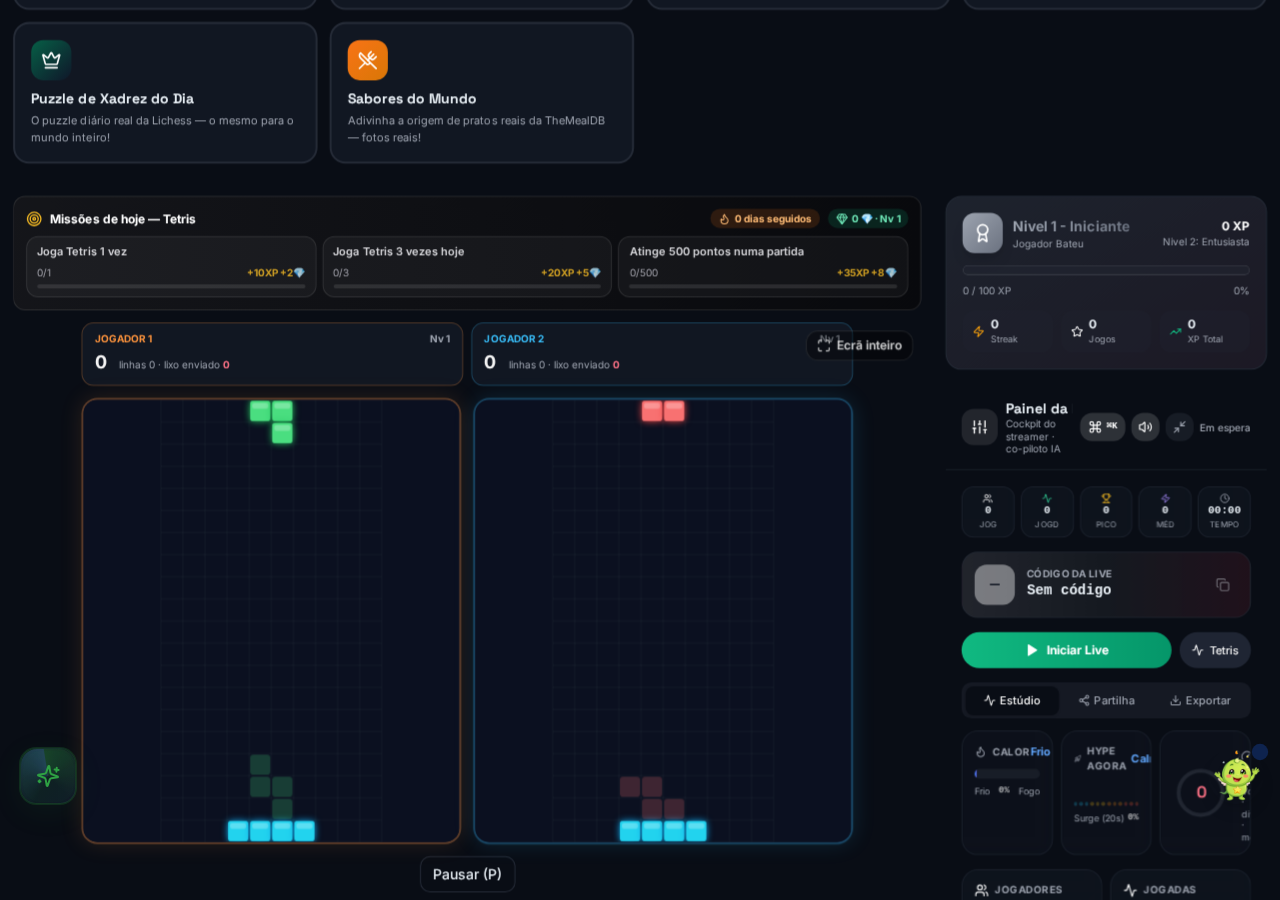 Puzzle de Xadrez do Dia
O puzzle diário real da Lichess — o mesmo para o
mundo inteiro!
Sabores do Mundo
Adivinha a origem de pratos reais da TheMealDB
— fotos reais!
Missões de hoje — Tetris
0 dias seguidos
0 💎 · Nv 1
Joga Tetris 1 vez
0/1
+10XP +2💎
Joga Tetris 3 vezes hoje
0/3
+20XP +5💎
Atinge 500 pontos numa partida
0/500
+35XP +8💎
JOGADOR 1
Nv 1
0 linhas 0 · lixo enviado 0
JOGADOR 2
Nv 1
0 linhas 0 · lixo enviado 0
Ecrã inteiro
Pausar (P)
Nível 1 - Iniciante
Jogador Bateu
0 XP
Nível 2: Entusiasta
0 / 100 XP
0%
0
Streak
0
Jogos
0
XP Total
Painel da
Cockpit do
streamer ·
co-piloto IA
⌘ ⌘K
Em espera
0
JOG
0
JOGD
0
PICO
0
MÉD
00:00
TEMPO
CÓDIGO DA LIVE
Sem código
Iniciar Live
Tetris
Estúdio
Partilha
Exportar
CALOR Frio
Frio 0% Fogo
HYPE
AGORA
Cal
Surge (20s) 0%
0
di
-
m
JOGADORES
JOGADAS